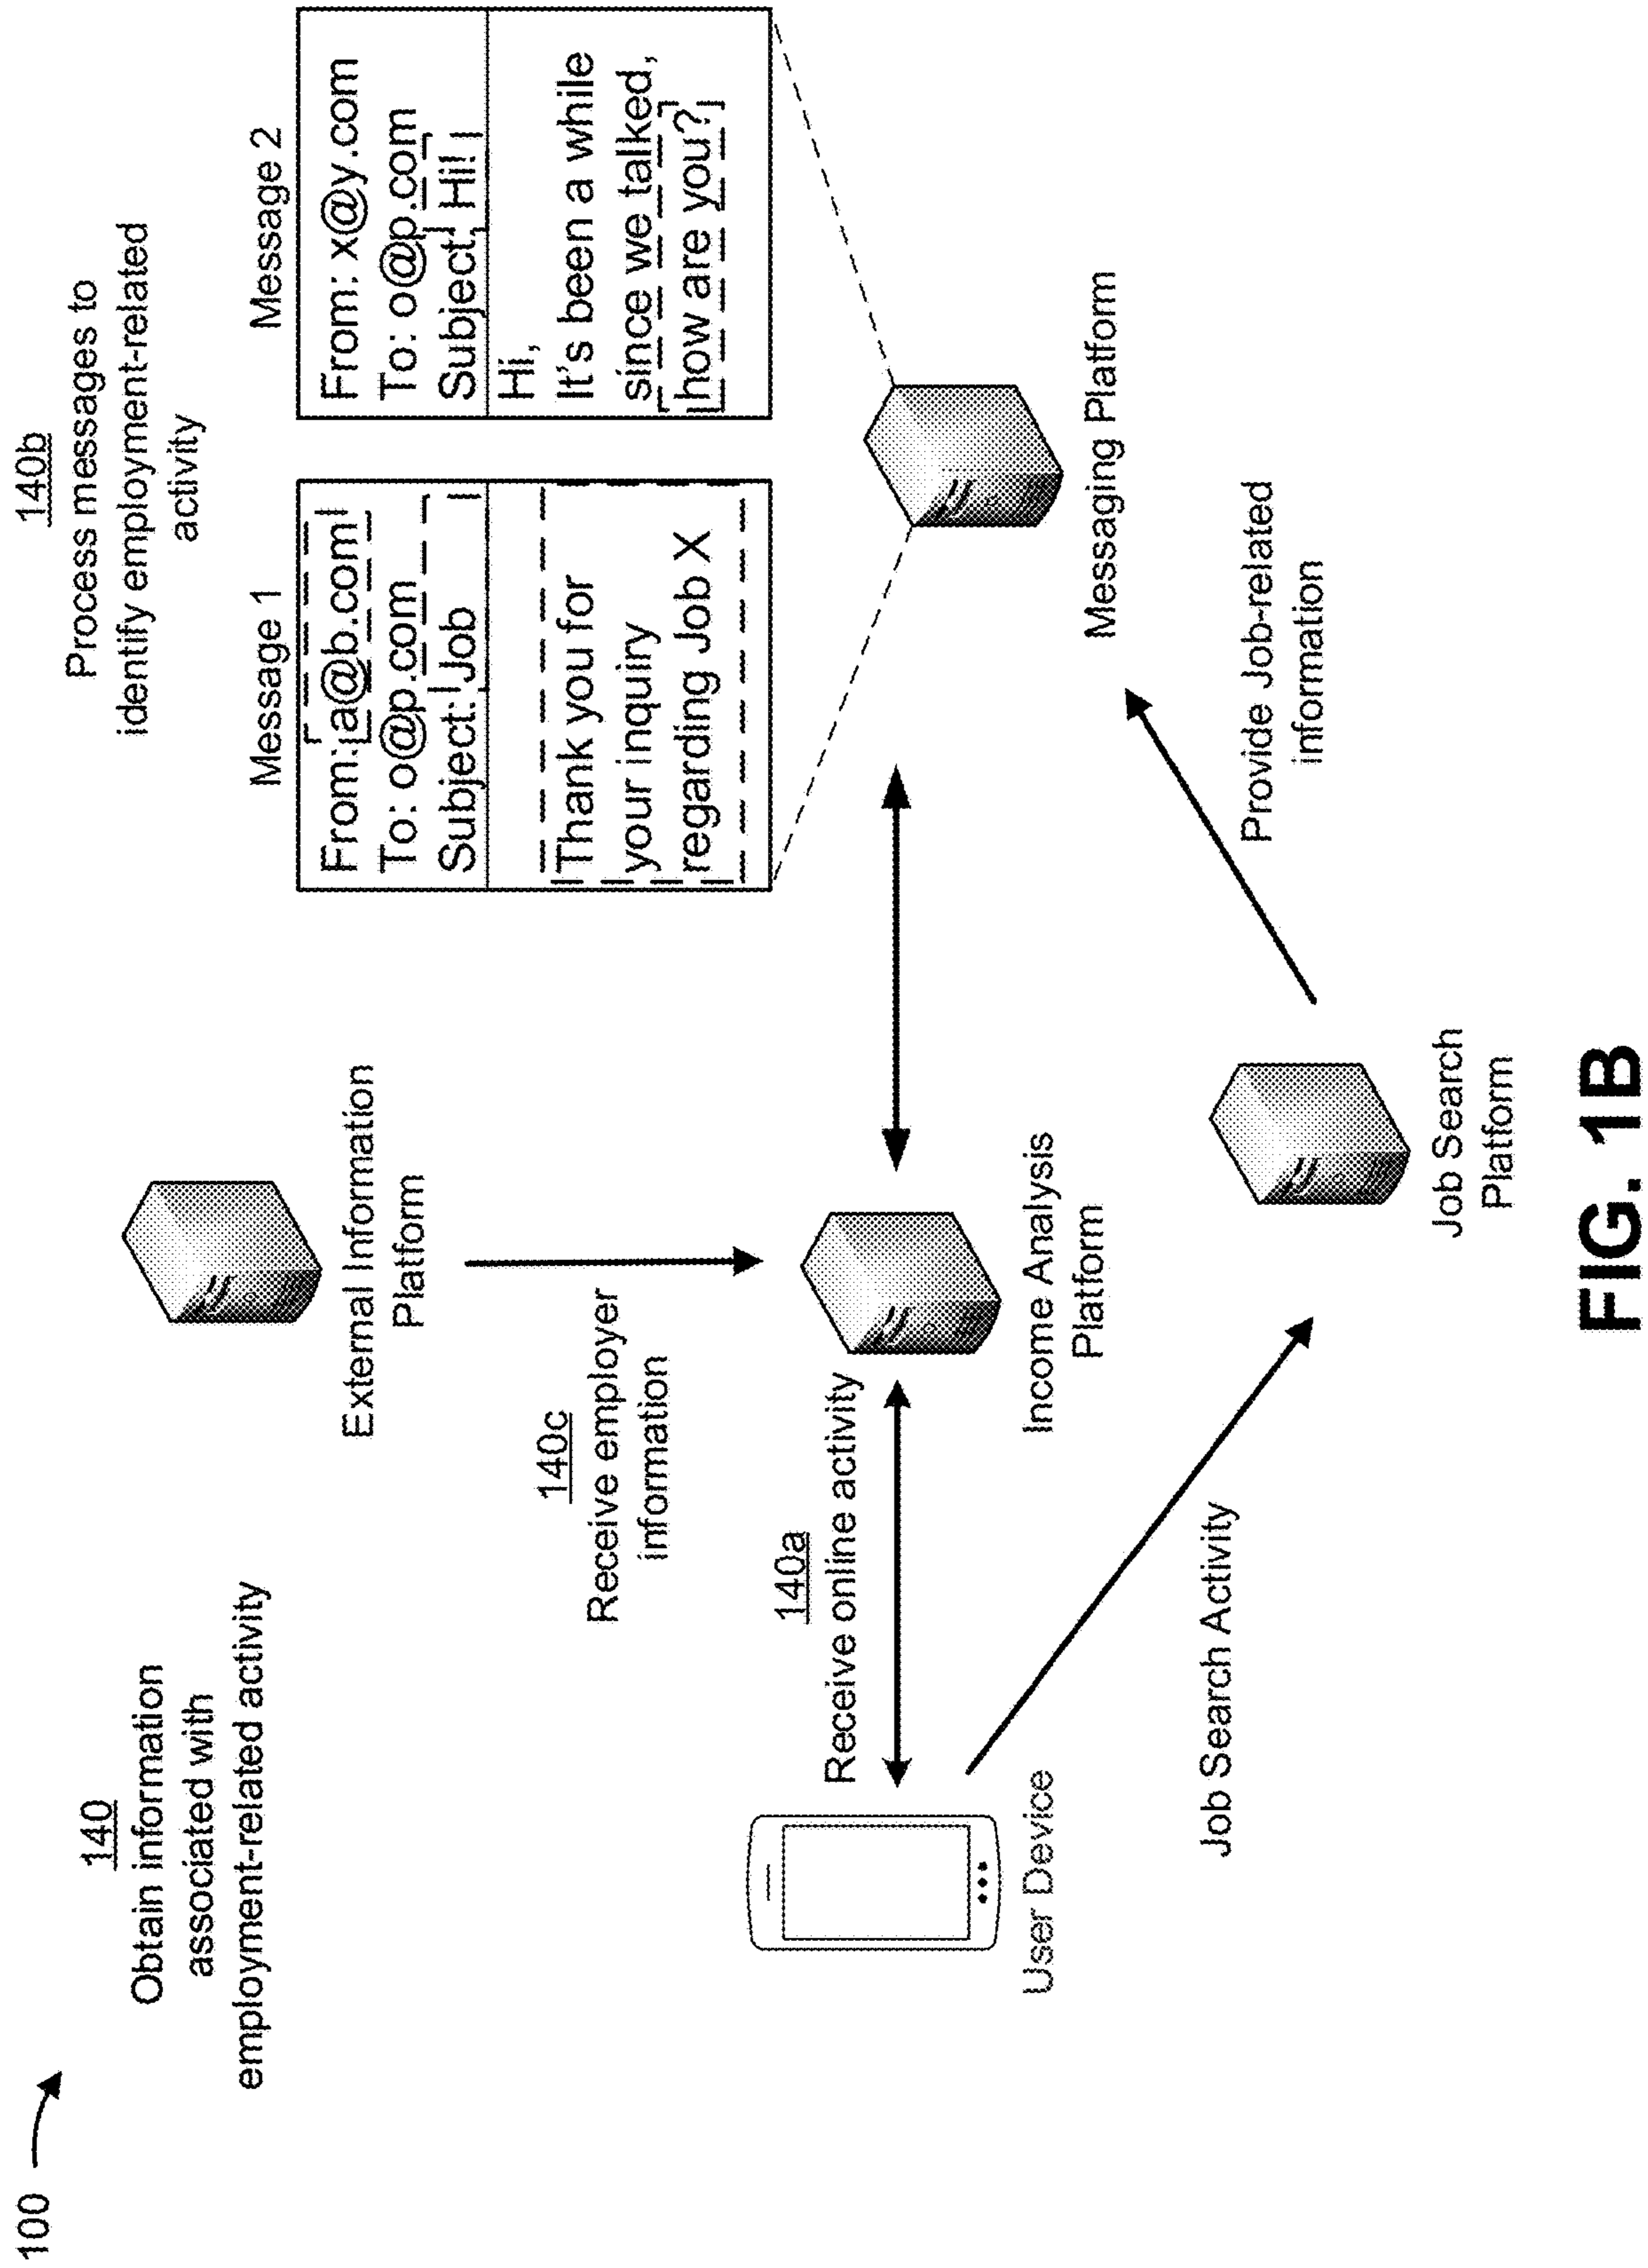 100
140
Obtain information
associated with
employment-related activity
140b
Process messages to
identify employment-related
activity
External Information
Platform
Message 1
From: a@b.com
To: o@p.com
Subject: Job
Thank you for
your inquiry
regarding Job X
Message 2
From: x@y.com
To: o@p.com
Subject: Hi!
Hi,
It's been a while
since we talked,
how are you?
140c
Receive employer
information
140a
Receive online activity
User Device
Income Analysis
Platform
Messaging Platform
Job Search Activity
Provide Job-related
information
Job Search
Platform
FIG. 1B